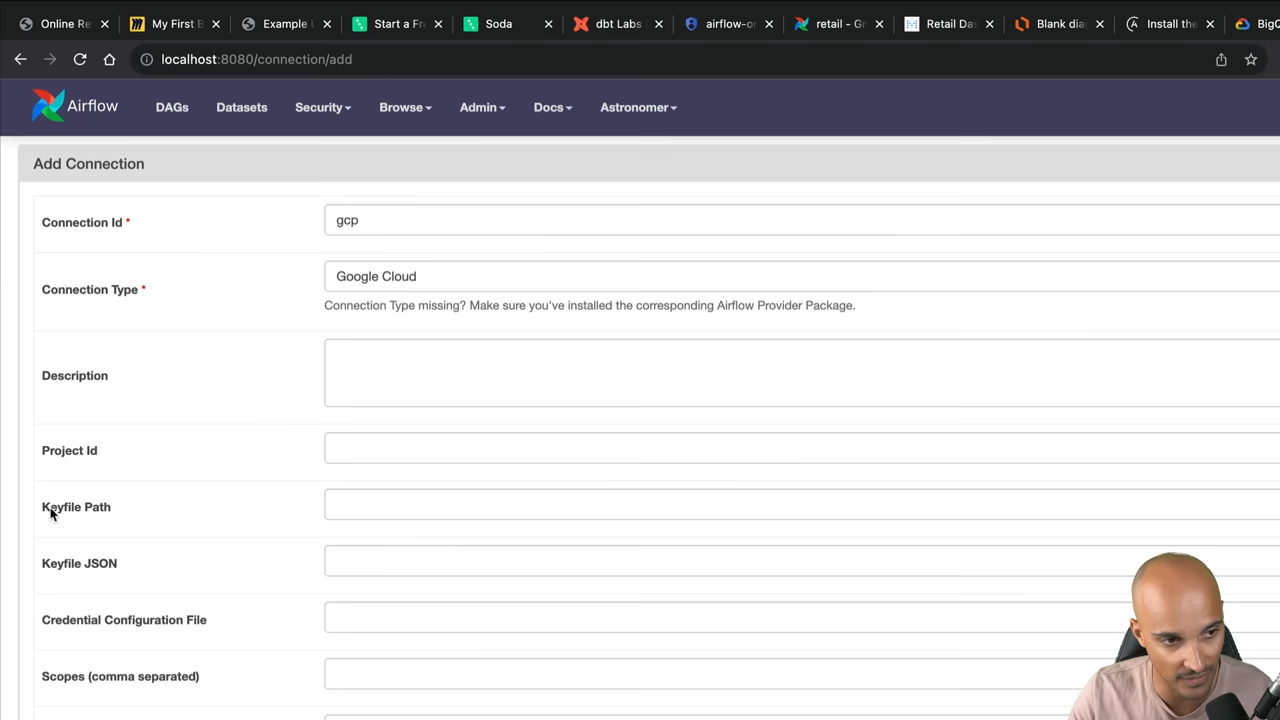 Online Re
My First B
Example
Start a Fr
Soda
dbt Labs
airflow-or
retail - Gr
Retail Das
Blank dia
Install the
BigQ
localhost:8080/connection/add
Airflow
DAGs
Datasets
Security
Browse
Admin
Docs
Astronomer
Add Connection
Connection Id *
gcp
Connection Type *
Google Cloud
Connection Type missing? Make sure you've installed the corresponding Airflow Provider Package.
Description
Project Id
Keyfile Path
Keyfile JSON
Credential Configuration File
Scopes (comma separated)